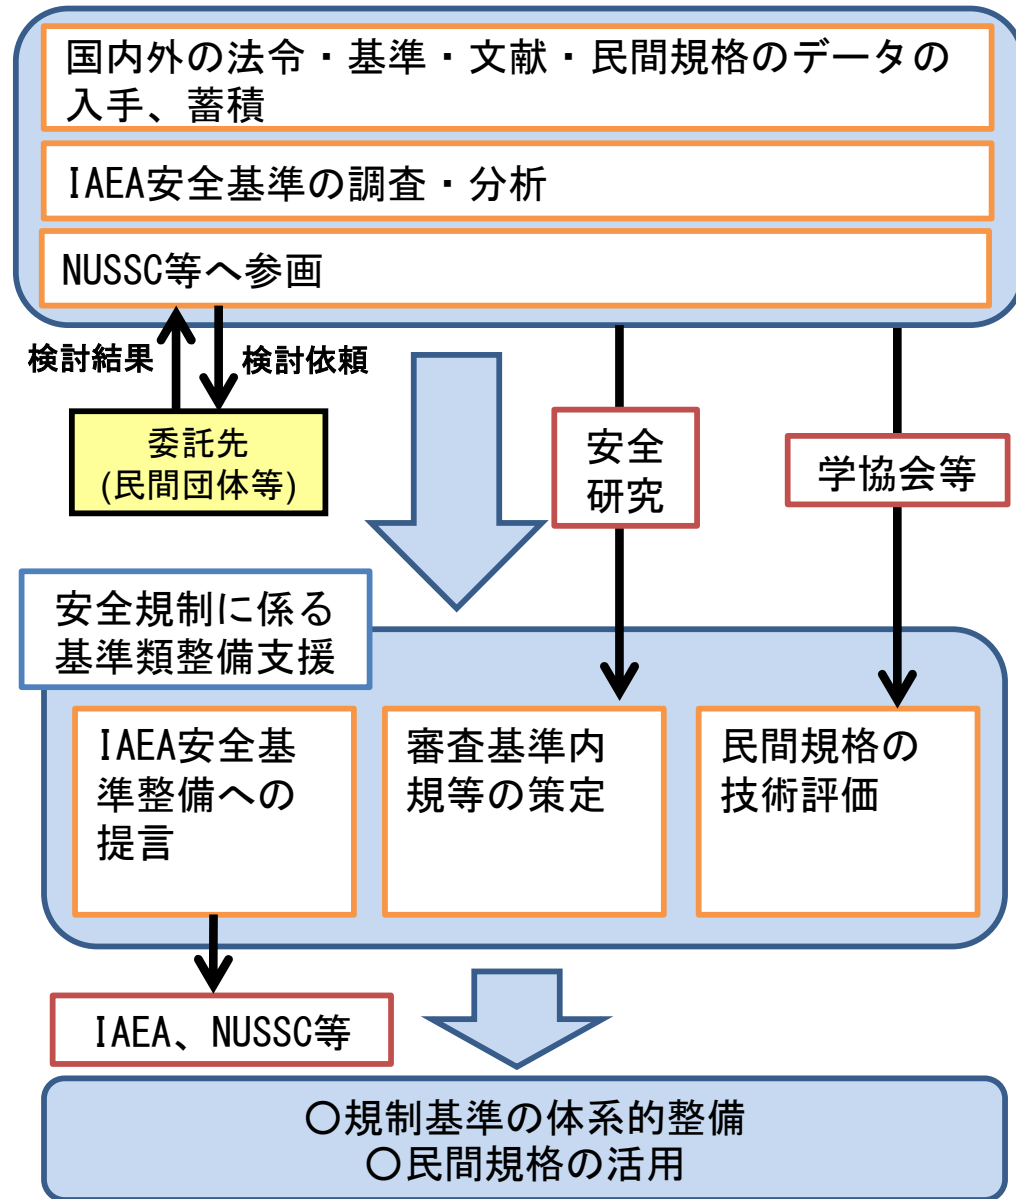 国内外の法令・基準・文献・民間規格のデータの
入手、蓄積
IAEA安全基準の調査・分析
NUSSC等へ参画
検討結果
検討依頼
委託先
(民間団体等)
安全
研究
学協会等
安全規制に係る
基準類整備支援
IAEA安全基
準整備への
提言
審査基準内
規等の策定
民間規格の
技術評価
IAEA、NUSSC等
○規制基準の体系的整備
○民間規格の活用